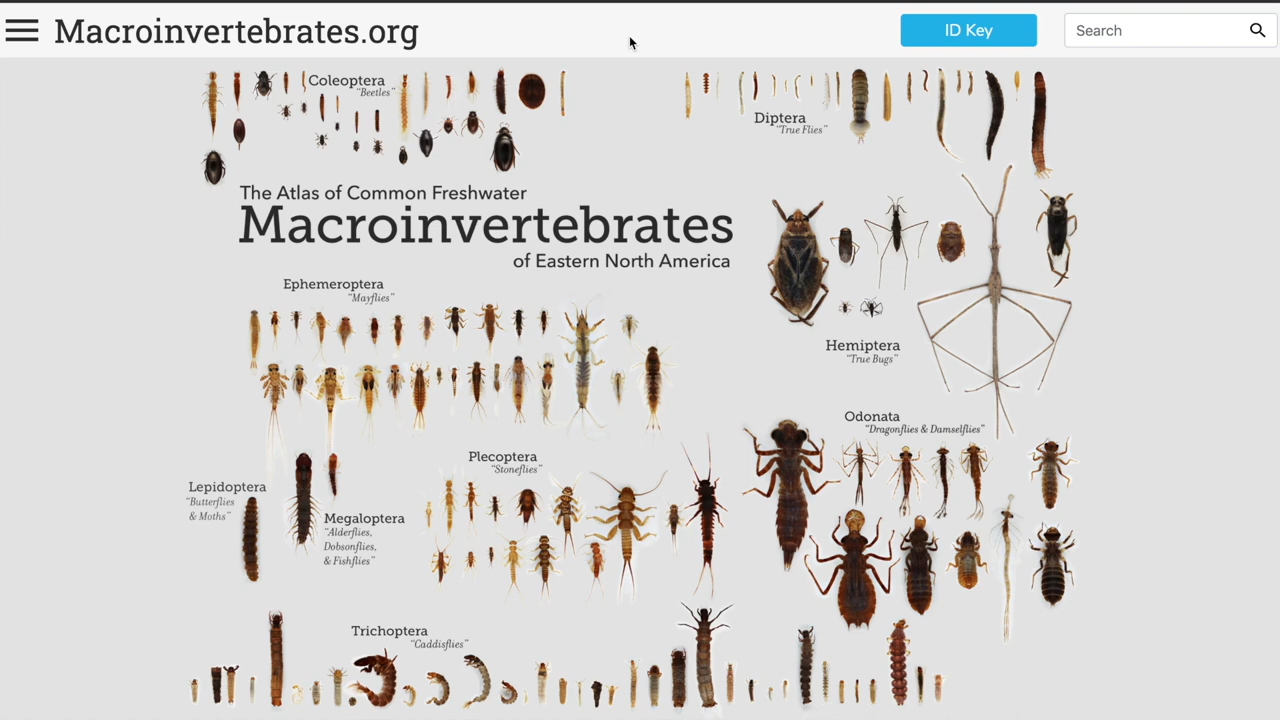 Macroinvertebrates.org
ID Key
Search
Coleoptera
"Beetles"
Diptera
"True Flies"
The Atlas of Common Freshwater
Macroinvertebrates
of Eastern North America
Ephemeroptera
"Mayflies"
Hemiptera
"True Bugs"
Odonata
"Dragonflies & Damselflies"
Plecoptera
"Stoneflies"
Lepidoptera
"Butterflies
& Moths"
Megaloptera
"Alderflies,
Dobsonflies,
& Fishflies"
Trichoptera
"Caddisflies"